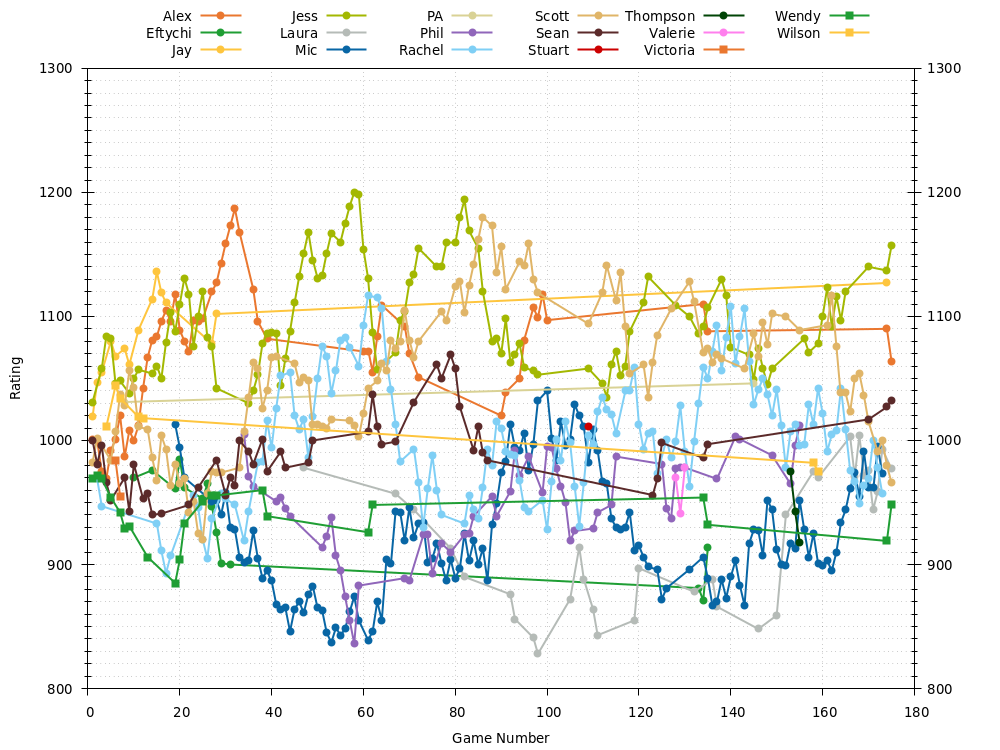 Alex Jess PA Scott Thompson Wendy
Eftychi Laura Phil Sean Valerie Wilson
Jay Mic Rachel Stuart Victoria
1300 1300
1200 1200
1100 1100
1000 1000
900 900
800 800
Rating
0 20 40 60 80 100 120 140 160 180
Game Number